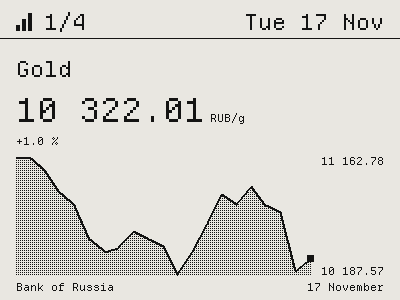 1/4 Tue 17 Nov
Gold
10 322.01 RUB/g
+1.0 %
11 162.78
10 187.57
Bank of Russia 17 November